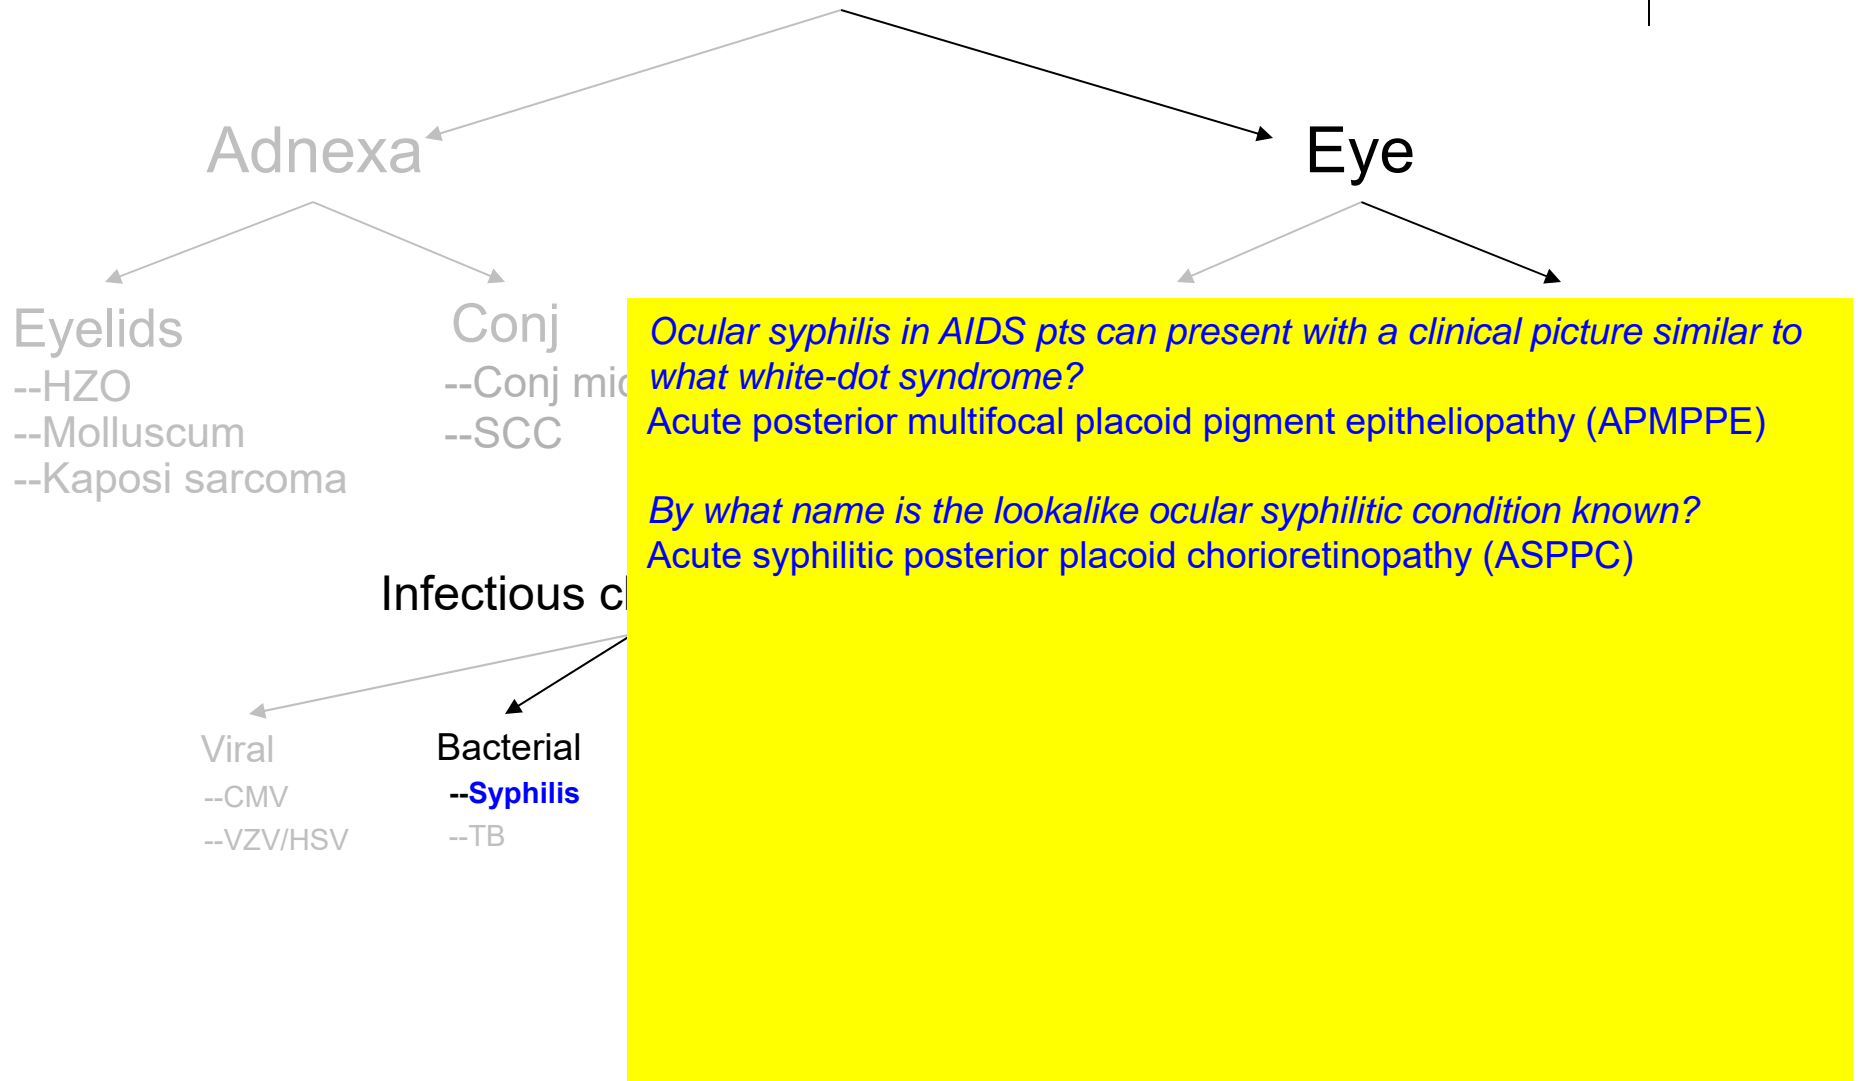 Adnexa
Eye
Eyelids
--HZO
--Molluscum
--Kaposi sarcoma
Conj
--Conj
--SCC
Ocular syphilis in AIDS pts can present with a clinical picture similar to
what white-dot syndrome?
Acute posterior multifocal placoid pigment epitheliopathy (APMPPE)
By what name is the lookalike ocular syphilitic condition known?
Acute syphilitic posterior placoid chorioretinopathy (ASPPC)
Infectious
Viral
--CMV
--VZV/HSV
Bacterial
--Syphilis
--TB